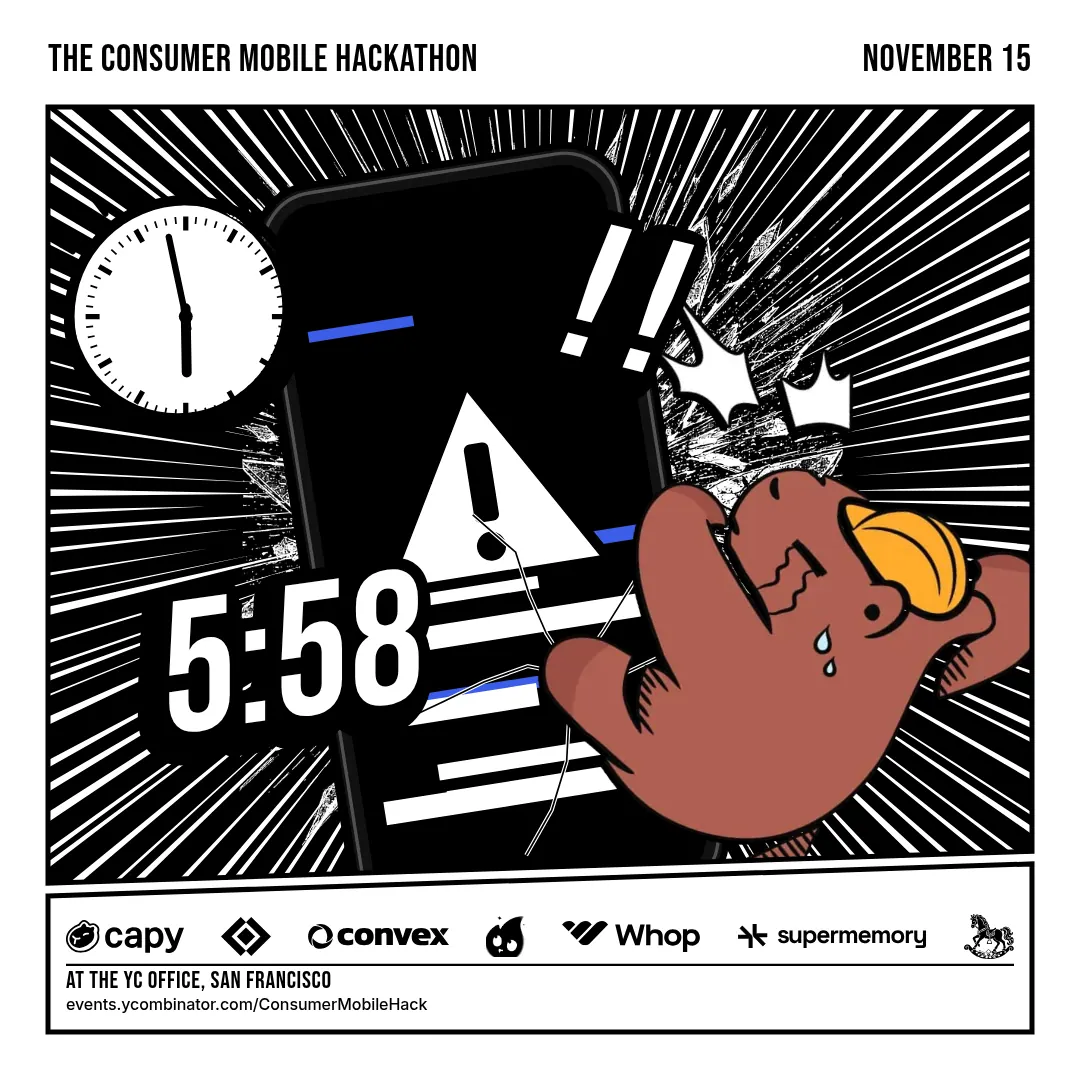 THE CONSUMER MOBILE HACKATHON
NOVEMBER 15
!!
!
5:58
capy
convex
Whop
supermemory
AT THE YC OFFICE, SAN FRANCISCO
events.ycombinator.com/ConsumerMobileHack